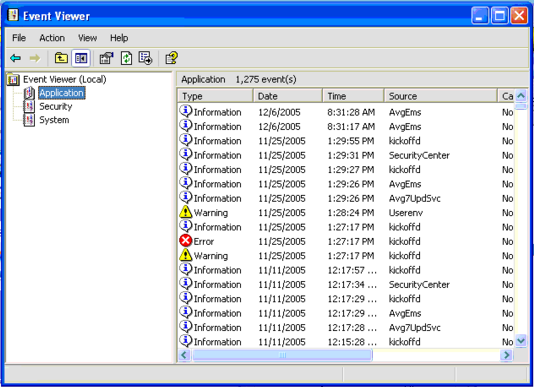 Event Viewer
File Action View Help
Event Viewer (Local)
Application
Security
System
Application 1,275 event(s)
Type Date Time Source Ca
Information 12/6/2005 8:31:28 AM AvgEms No
Information 12/6/2005 8:31:17 AM AvgEms No
Information 11/25/2005 1:29:55 PM kickoffd No
Information 11/25/2005 1:29:31 PM SecurityCenter No
Information 11/25/2005 1:29:27 PM kickoffd No
Information 11/25/2005 1:29:26 PM AvgEms No
Information 11/25/2005 1:29:26 PM Avg7UpdSvc No
Warning 11/25/2005 1:28:24 PM Userenv No
Information 11/25/2005 1:27:17 PM kickoffd No
Error 11/25/2005 1:27:17 PM kickoffd No
Warning 11/25/2005 1:27:17 PM kickoffd No
Information 11/11/2005 12:17:57 ... kickoffd No
Information 11/11/2005 12:17:34 ... SecurityCenter No
Information 11/11/2005 12:17:29 ... kickoffd No
Information 11/11/2005 12:17:29 ... AvgEms No
Information 11/11/2005 12:17:28 ... Avg7UpdSvc No
Information 11/11/2005 12:15:28 ... kickoffd No